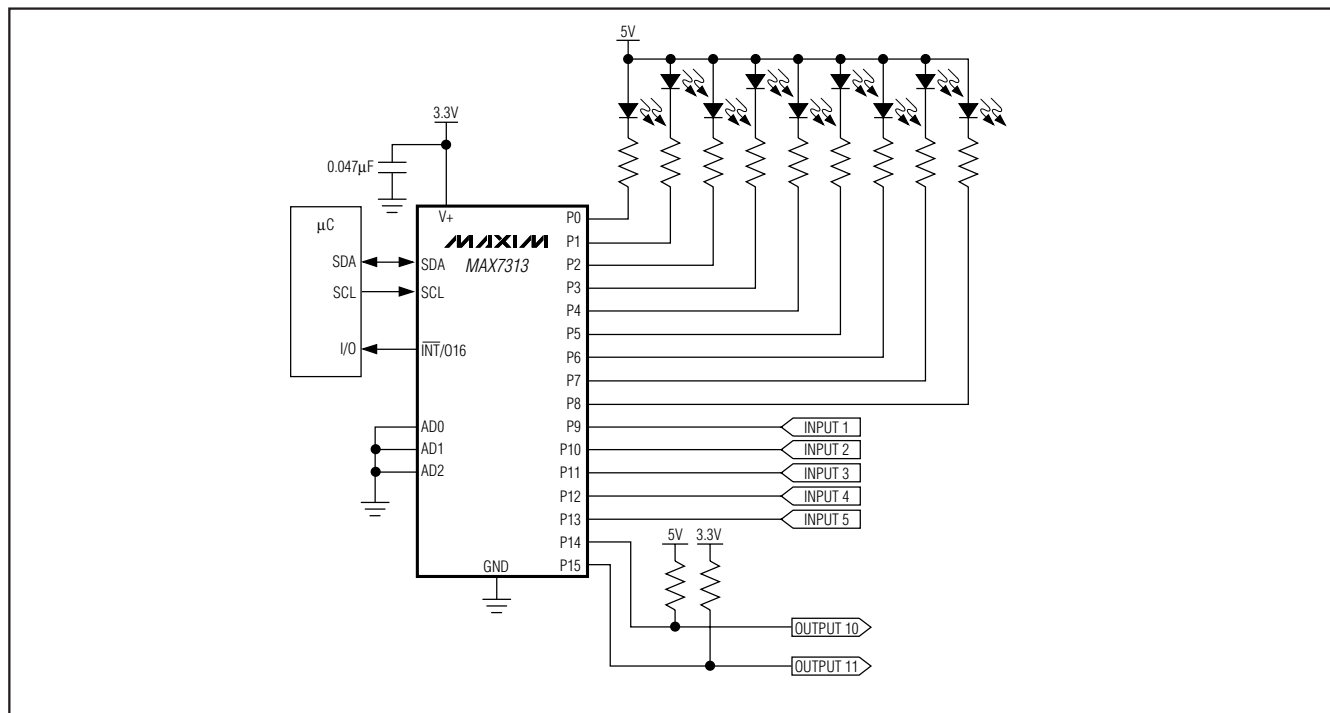 5V
3.3V
0.047μF
μC
SDA
SCL
I/O
V+
MAXIM
MAX7313
SDA
SCL
INT/O16
AD0
AD1
AD2
GND
P0
P1
P2
P3
P4
P5
P6
P7
P8
P9
P10
P11
P12
P13
P14
P15
INPUT 1
INPUT 2
INPUT 3
INPUT 4
INPUT 5
5V
3.3V
OUTPUT 10
OUTPUT 11